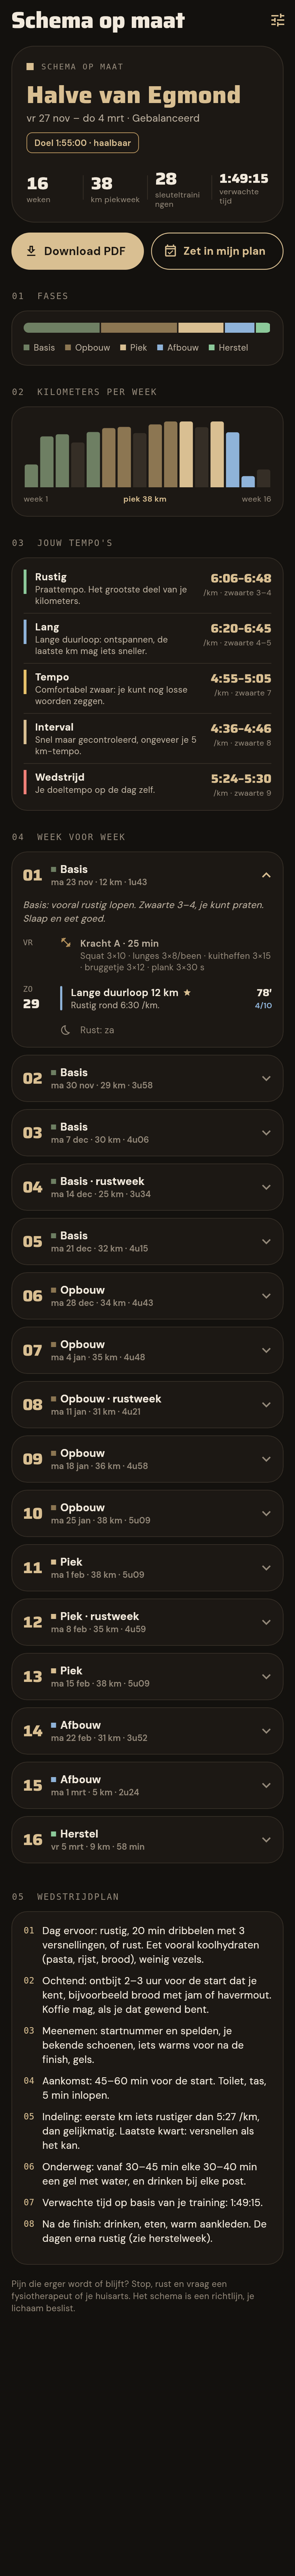 Schema op maat
SCHEMA OP MAAT
Halve van Egmond
vr 27 nov – do 4 mrt · Gebalanceerd
Doel 1:55:00 · haalbaar
16
weken
38
km piekweek
28
sleuteltraini
ngen
1:49:15
verwachte
tijd
Download PDF
Zet in mijn plan
01 FASES
Basis
Opbouw
Piek
Afbouw
Herstel
02 KILOMETERS PER WEEK
week 1
piek 38 km
week 16
03 JOUW TEMPO'S
Rustig
Praattempo. Het grootste deel van je
kilometers.
6:06–6:48
/km · zwaarte 3–4
Lang
Lange duurloop: ontspannen, de
laatste km mag iets sneller.
6:20–6:45
/km · zwaarte 4–5
Tempo
Comfortabel zwaar: je kunt nog losse
woorden zeggen.
4:55–5:05
/km · zwaarte 7
Interval
Snel maar gecontroleerd, ongeveer je 5
km-tempo.
4:36–4:46
/km · zwaarte 8
Wedstrijd
Je doeltempo op de dag zelf.
5:24–5:30
/km · zwaarte 9
04 WEEK VOOR WEEK
01
Basis
ma 23 nov · 12 km · 1u43
Basis: vooral rustig lopen. Zwaarte 3–4, je kunt praten.
Slaap en eet goed.
VR
Kracht A · 25 min
Squat 3×10 · lunges 3×8/been · kuitheffen 3×15
· bruggetje 3×12 · plank 3×30 s
ZO
29
Lange duurloop 12 km ★
Rustig rond 6:30 /km.
78′
4/10
Rust: za
02
Basis
ma 30 nov · 29 km · 3u58
03
Basis
ma 7 dec · 30 km · 4u06
04
Basis · rustweek
ma 14 dec · 25 km · 3u34
05
Basis
ma 21 dec · 32 km · 4u15
06
Opbouw
ma 28 dec · 34 km · 4u43
07
Opbouw
ma 4 jan · 35 km · 4u48
08
Opbouw · rustweek
ma 11 jan · 31 km · 4u21
09
Opbouw
ma 18 jan · 36 km · 4u58
10
Opbouw
ma 25 jan · 38 km · 5u09
11
Piek
ma 1 feb · 38 km · 5u09
12
Piek · rustweek
ma 8 feb · 35 km · 4u59
13
Piek
ma 15 feb · 38 km · 5u09
14
Afbouw
ma 22 feb · 31 km · 3u52
15
Afbouw
ma 1 mrt · 5 km · 2u24
16
Herstel
vr 5 mrt · 9 km · 58 min
05 WEDSTRIJDPLAN
01 Dag ervoor: rustig, 20 min dribbelen met 3
versnellingen, of rust. Eet vooral koolhydraten
(pasta, rijst, brood), weinig vezels.
02 Ochtend: ontbijt 2–3 uur voor de start dat je
kent, bijvoorbeeld brood met jam of havermout.
Koffie mag, als je dat gewend bent.
03 Meenemen: startnummer en spelden, je
bekende schoenen, iets warms voor na de
finish, gels.
04 Aankomst: 45–60 min voor de start. Toilet, tas,
5 min inlopen.
05 Indeling: eerste km iets rustiger dan 5:27 /km,
dan gelijkmatig. Laatste kwart: versnellen als
het kan.
06 Onderweg: vanaf 30–45 min elke 30–40 min
een gel met water, en drinken bij elke post.
07 Verwachte tijd op basis van je training: 1:49:15.
08 Na de finish: drinken, eten, warm aankleden. De
dagen erna rustig (zie herstelweek).
Pijn die erger wordt of blijft? Stop, rust en vraag een
fysiotherapeut of je huisarts. Het schema is een richtlijn, je
lichaam beslist.